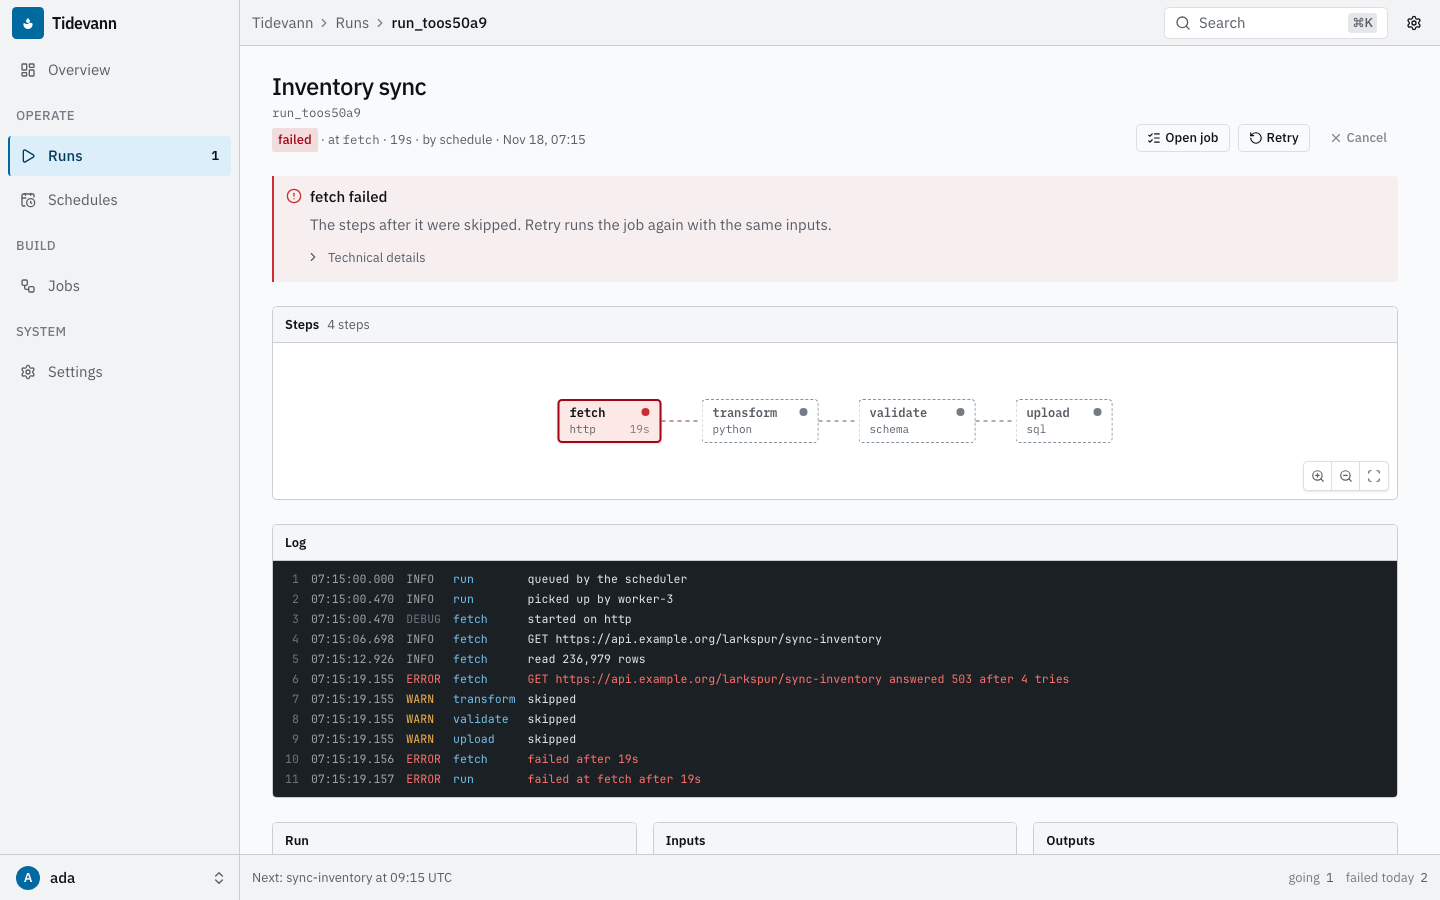 Tidevann
Overview
OPERATE
Runs 1
Schedules
BUILD
Jobs
SYSTEM
Settings
A ada
Tidevann > Runs > run_toos50a9
Search ⌘K
Inventory sync
run_toos50a9
failed · at fetch · 19s · by schedule · Nov 18, 07:15
Open job Retry Cancel
fetch failed
The steps after it were skipped. Retry runs the job again with the same inputs.
Technical details
Steps 4 steps
fetch
http 19s
transform
python
validate
schema
upload
sql
Log
1 07:15:00.000 INFO run queued by the scheduler
2 07:15:00.470 INFO run picked up by worker-3
3 07:15:00.470 DEBUG fetch started on http
4 07:15:06.698 INFO fetch GET https://api.example.org/larkspur/sync-inventory
5 07:15:12.926 INFO fetch read 236,979 rows
6 07:15:19.155 ERROR fetch GET https://api.example.org/larkspur/sync-inventory answered 503 after 4 tries
7 07:15:19.155 WARN transform skipped
8 07:15:19.155 WARN validate skipped
9 07:15:19.155 WARN upload skipped
10 07:15:19.156 ERROR fetch failed after 19s
11 07:15:19.157 ERROR run failed at fetch after 19s
Run
Inputs
Outputs
Next: sync-inventory at 09:15 UTC
going 1 failed today 2